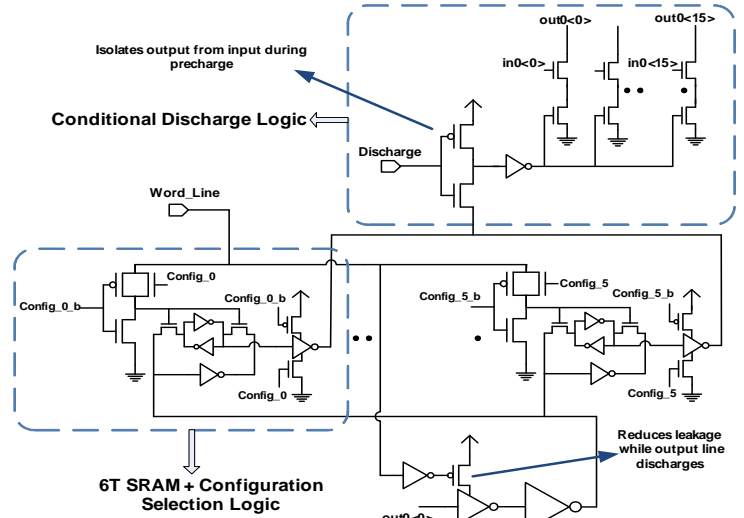 out0<0>
out0<15>
Isolates output from input during
precharge
in0<0>
in0<15>
Conditional Discharge Logic
Discharge
Word_Line
Config_0
Config_5
Config_0_b
Config_0_b
Config_5_b
Config_5_b
Config_0
Config_5
Reduces leakage
while output line
discharges
6T SRAM + Configuration
Selection Logic
out0<0>